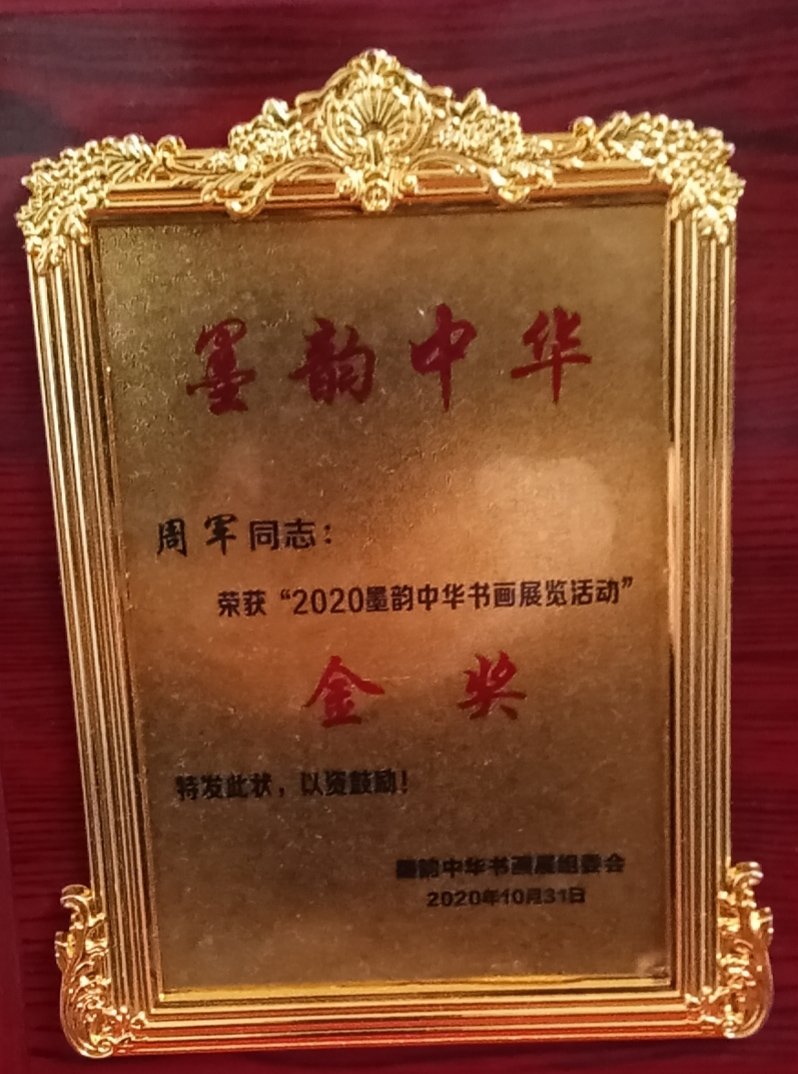 墨韵中华
周军同志：
荣获“2020墨韵中华书画展览活动”
金奖
特发此状，以资鼓励！
墨韵中华书画展组委会
2020年10月31日